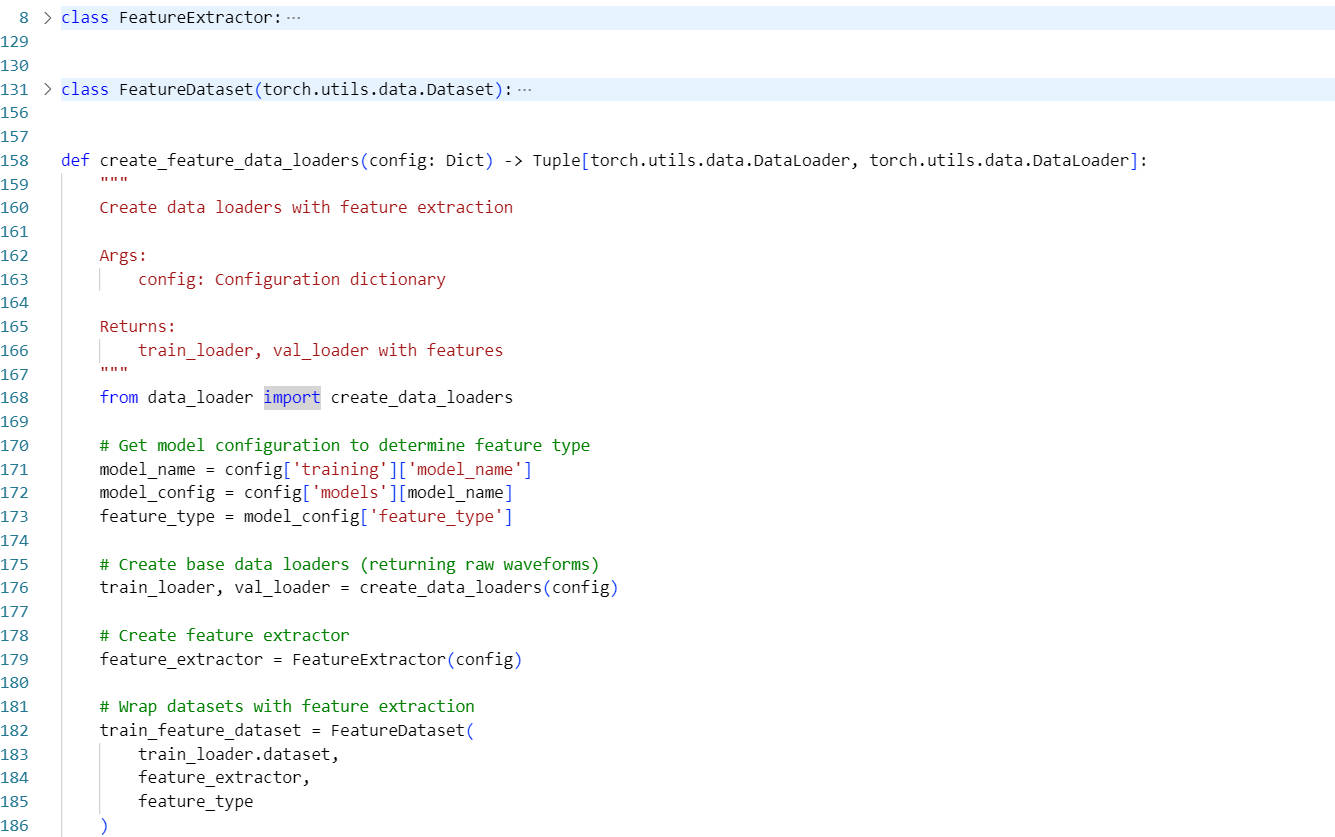 8 > class FeatureExtractor: ···
129
130
131 > class FeatureDataset(torch.utils.data.Dataset): ···
156
157
158 def create_feature_data_loaders(config: Dict) -> Tuple[torch.utils.data.DataLoader, torch.utils.data.DataLoader]:
159     """
160     Create data loaders with feature extraction
161
162     Args:
163         config: Configuration dictionary
164
165     Returns:
166         train_loader, val_loader with features
167     """
168     from data_loader import create_data_loaders
169
170     # Get model configuration to determine feature type
171     model_name = config['training']['model_name']
172     model_config = config['models'][model_name]
173     feature_type = model_config['feature_type']
174
175     # Create base data loaders (returning raw waveforms)
176     train_loader, val_loader = create_data_loaders(config)
177
178     # Create feature extractor
179     feature_extractor = FeatureExtractor(config)
180
181     # Wrap datasets with feature extraction
182     train_feature_dataset = FeatureDataset(
183         train_loader.dataset,
184         feature_extractor,
185         feature_type
186     )